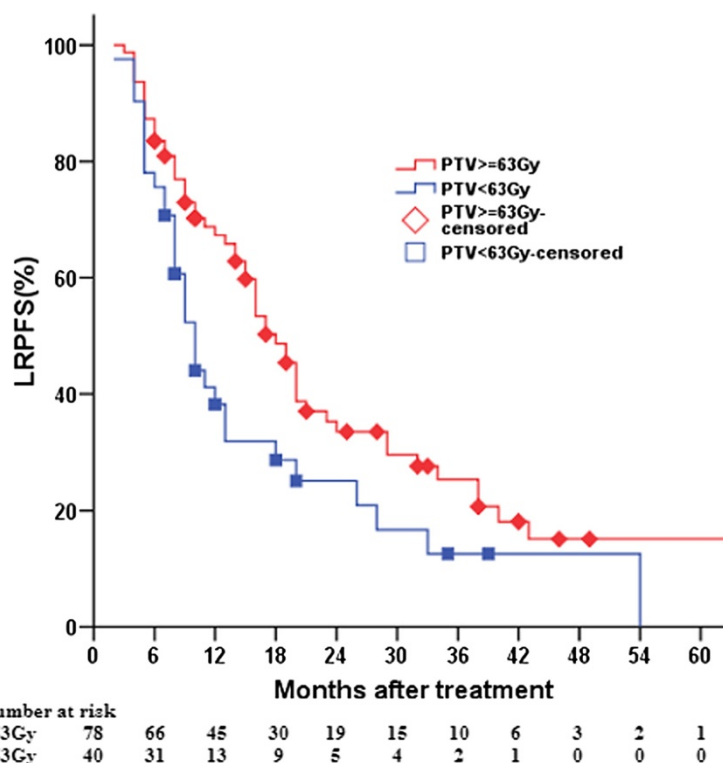 100
80
60
40
20
0
LRPFS(%)
PTV>=63Gy
PTV<63Gy
PTV>=63Gy-
censored
PTV<63Gy-censored
0 6 12 18 24 30 36 42 48 54 60
Months after treatment
umber at risk
3Gy 78 66 45 30 19 15 10 6 3 2 1
3Gy 40 31 13 9 5 4 2 1 0 0 0